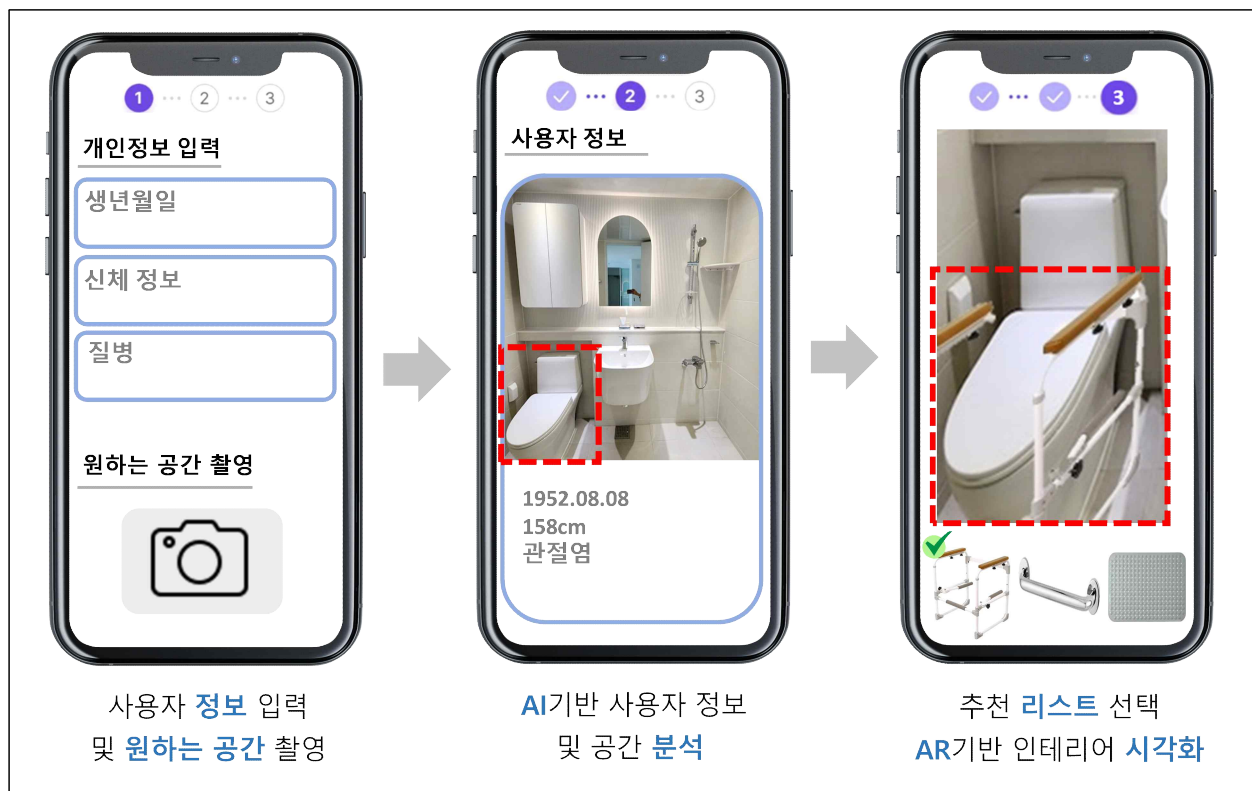 1 ··· 2 ··· 3
개인정보 입력
생년월일
신체 정보
질병
원하는 공간 촬영
사용자 정보 입력
및 원하는 공간 촬영
··· 2 ··· 3
사용자 정보
1952.08.08
158cm
관절염
AI기반 사용자 정보
및 공간 분석
··· ··· 3
추천 리스트 선택
AR기반 인테리어 시각화